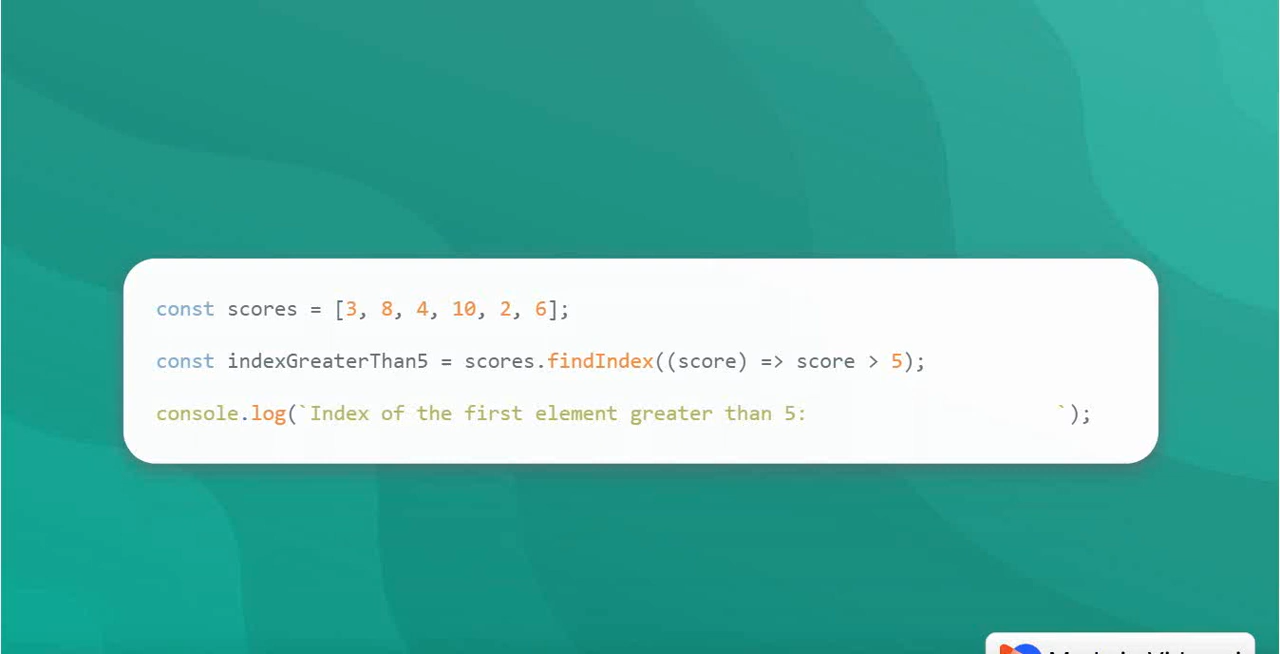 const scores = [3, 8, 4, 10, 2, 6];
const indexGreaterThan5 = scores.findIndex((score) => score > 5);
console.log(`Index of the first element greater than 5: `);